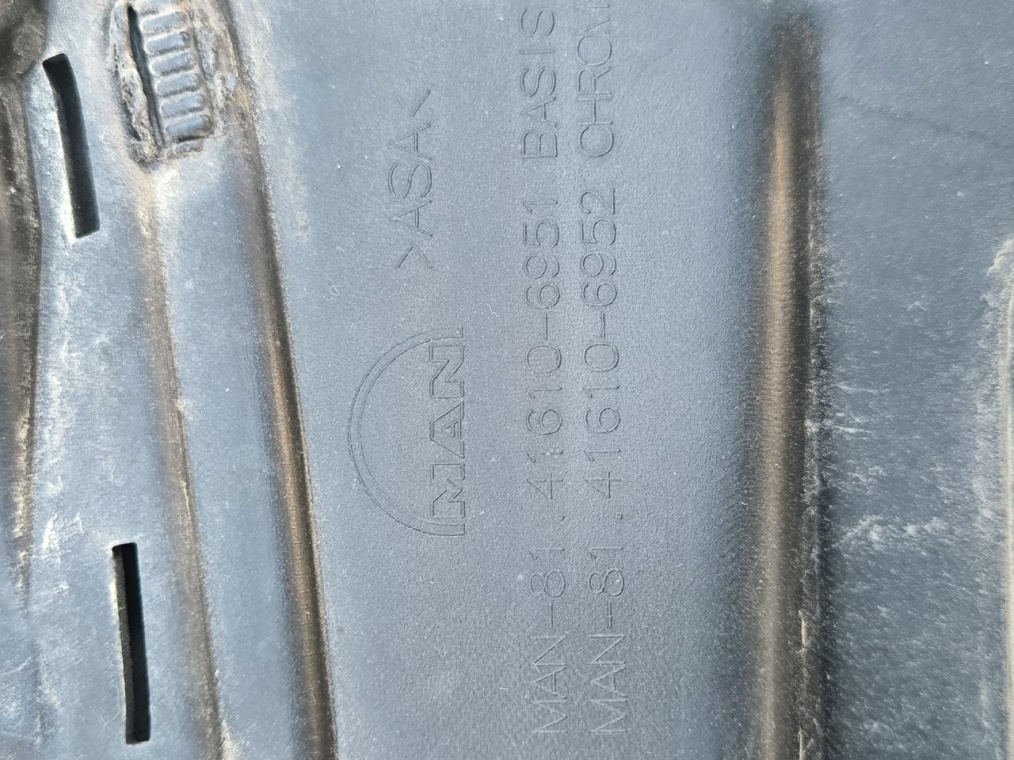 >ASA<
MAN
MAN-81.41610-6951 BASIS
MAN-81.41610-6952 CHROM